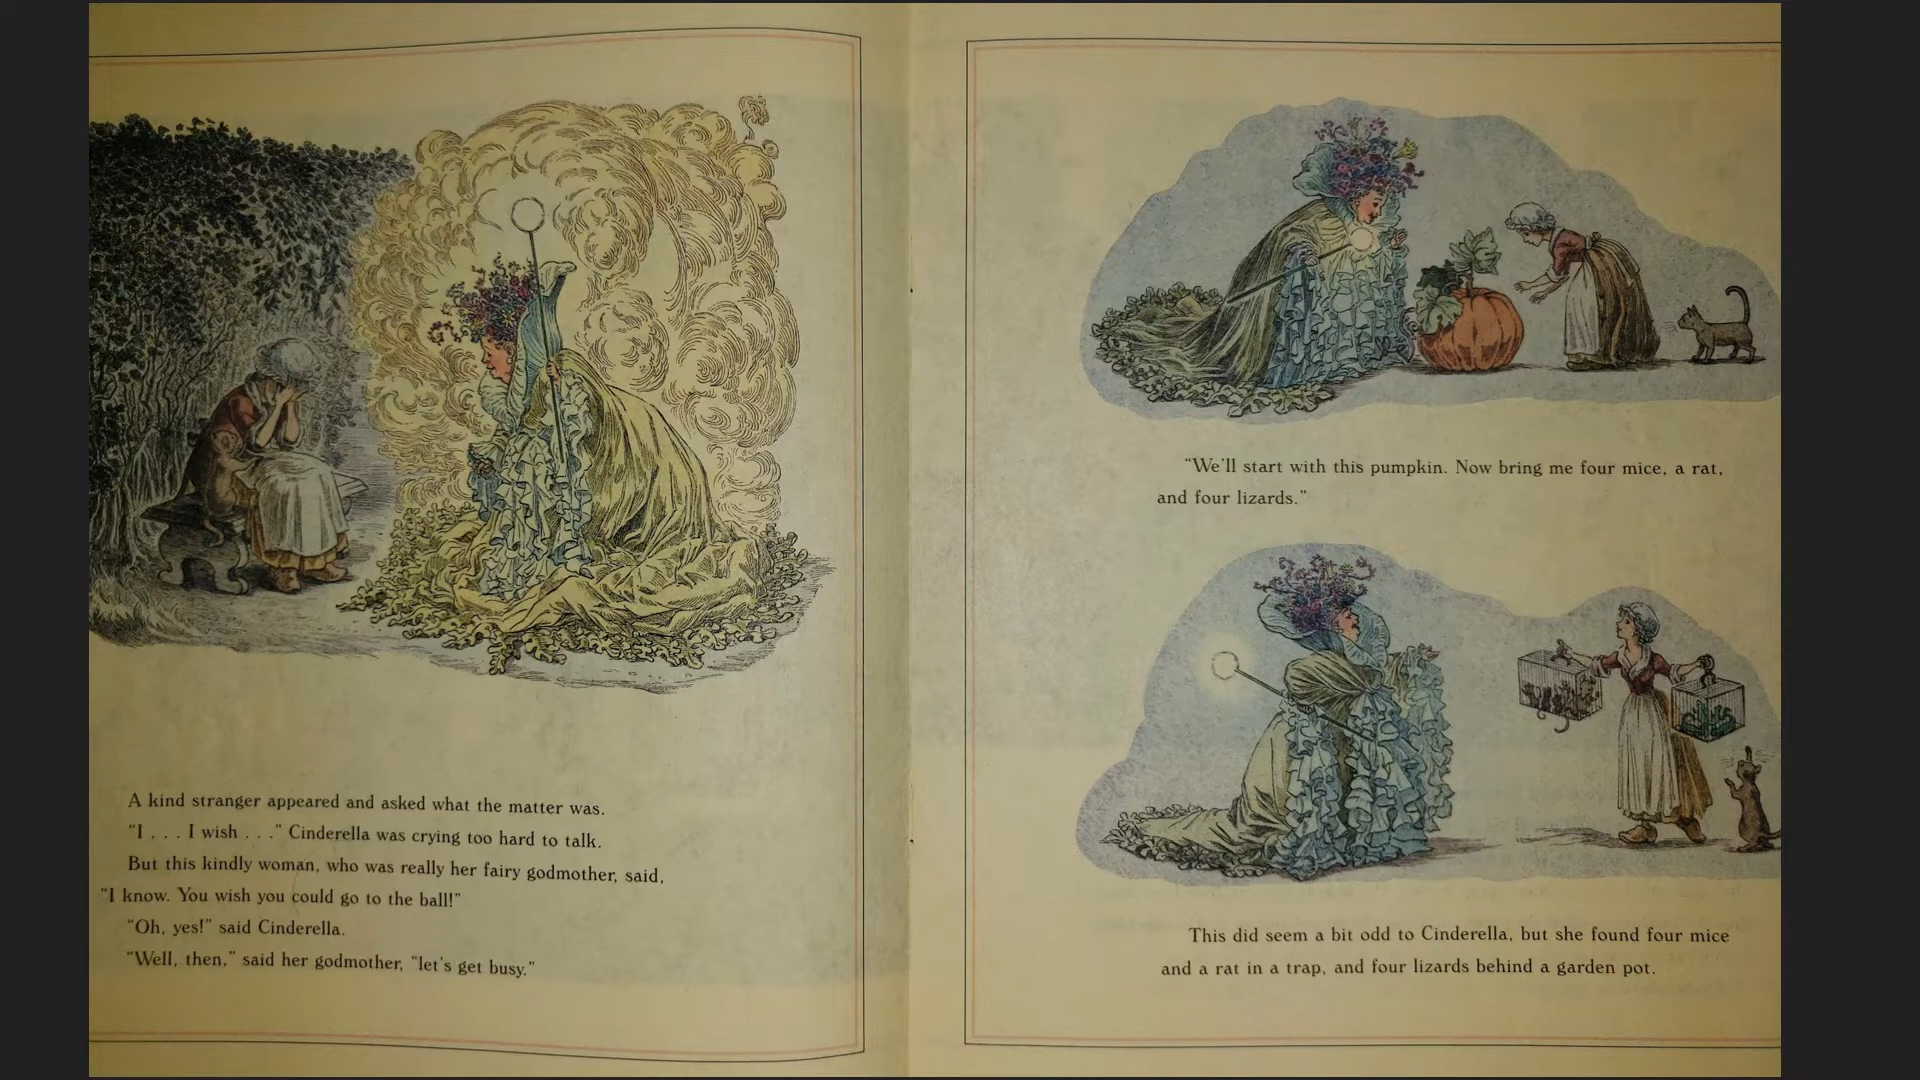 A kind stranger appeared and asked what the matter was.
"I . . . I wish . . ." Cinderella was crying too hard to talk.
But this kindly woman, who was really her fairy godmother, said,
"I know. You wish you could go to the ball!"
"Oh, yes!" said Cinderella.
"Well, then," said her godmother, "let's get busy."
"We'll start with this pumpkin. Now bring me four mice, a rat,
and four lizards."
This did seem a bit odd to Cinderella, but she found four mice
and a rat in a trap, and four lizards behind a garden pot.